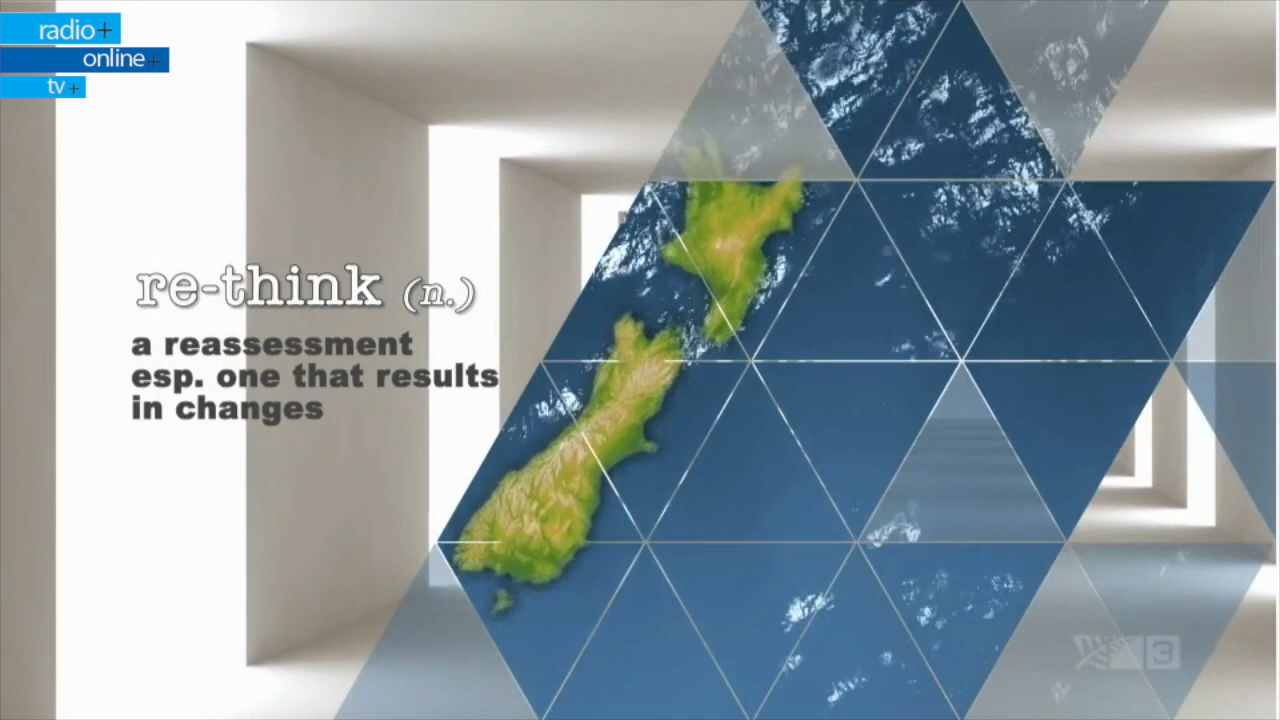 radio+
online+
tv+
re-think (n.)
a reassessment
esp. one that results
in changes
3